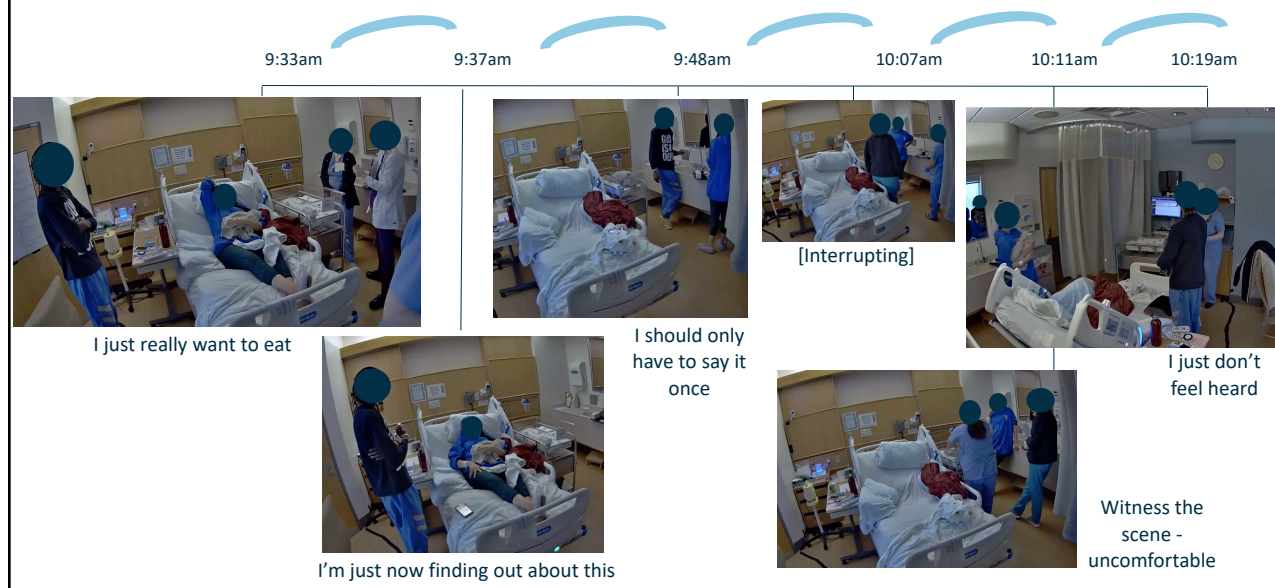 9:33am
9:37am
9:48am
10:07am
10:11am
10:19am
I just really want to eat
I'm just now finding out about this
I should only
have to say it
once
[Interrupting]
Witness the
scene -
uncomfortable
I just don't
feel heard